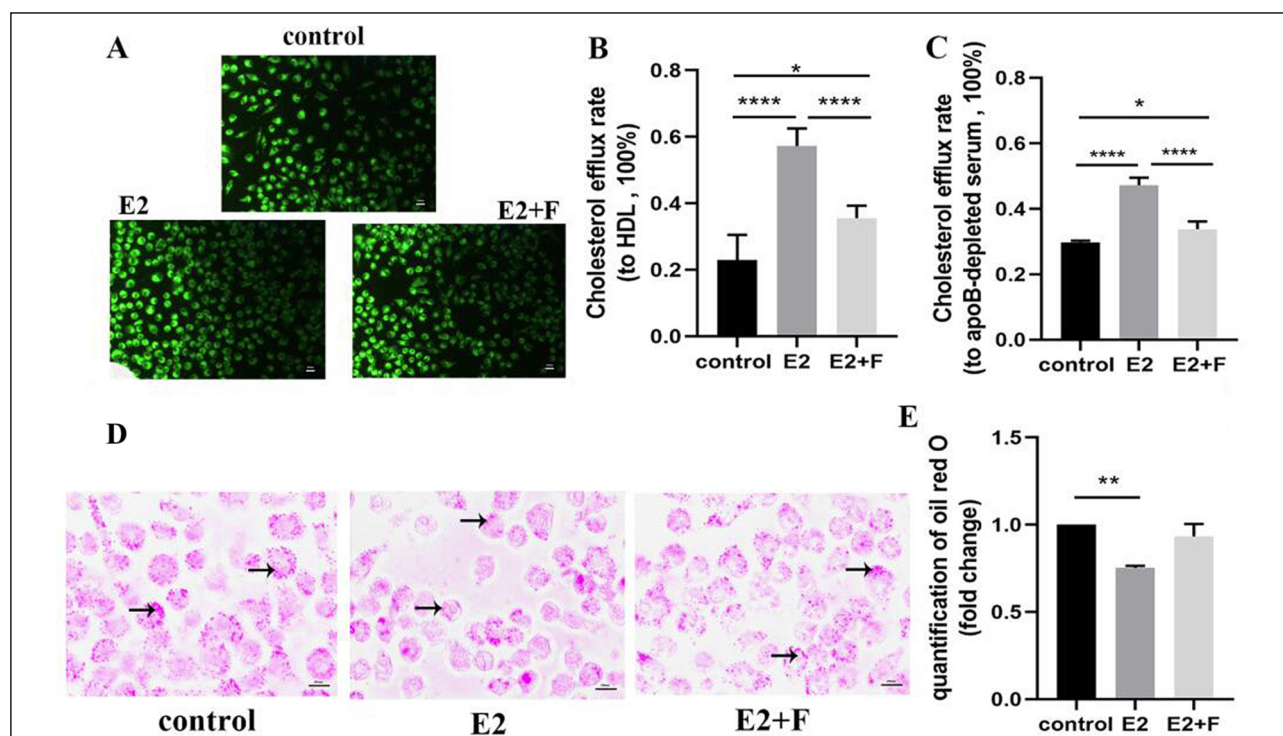 A
control
E2
E2+F
B
Cholesterol efflux rate
(to HDL , 100%)
0.8
0.6
0.4
0.2
0.0
*
****
****
control
E2
E2+F
C
Cholesterol efflux rate
(to apoB-depleted serum , 100%)
0.8
0.6
0.4
0.2
0.0
*
****
****
control
E2
E2+F
D
control
E2
E2+F
E
quantification of oil red O
(fold change)
1.5
1.0
0.5
0.0
**
control
E2
E2+F